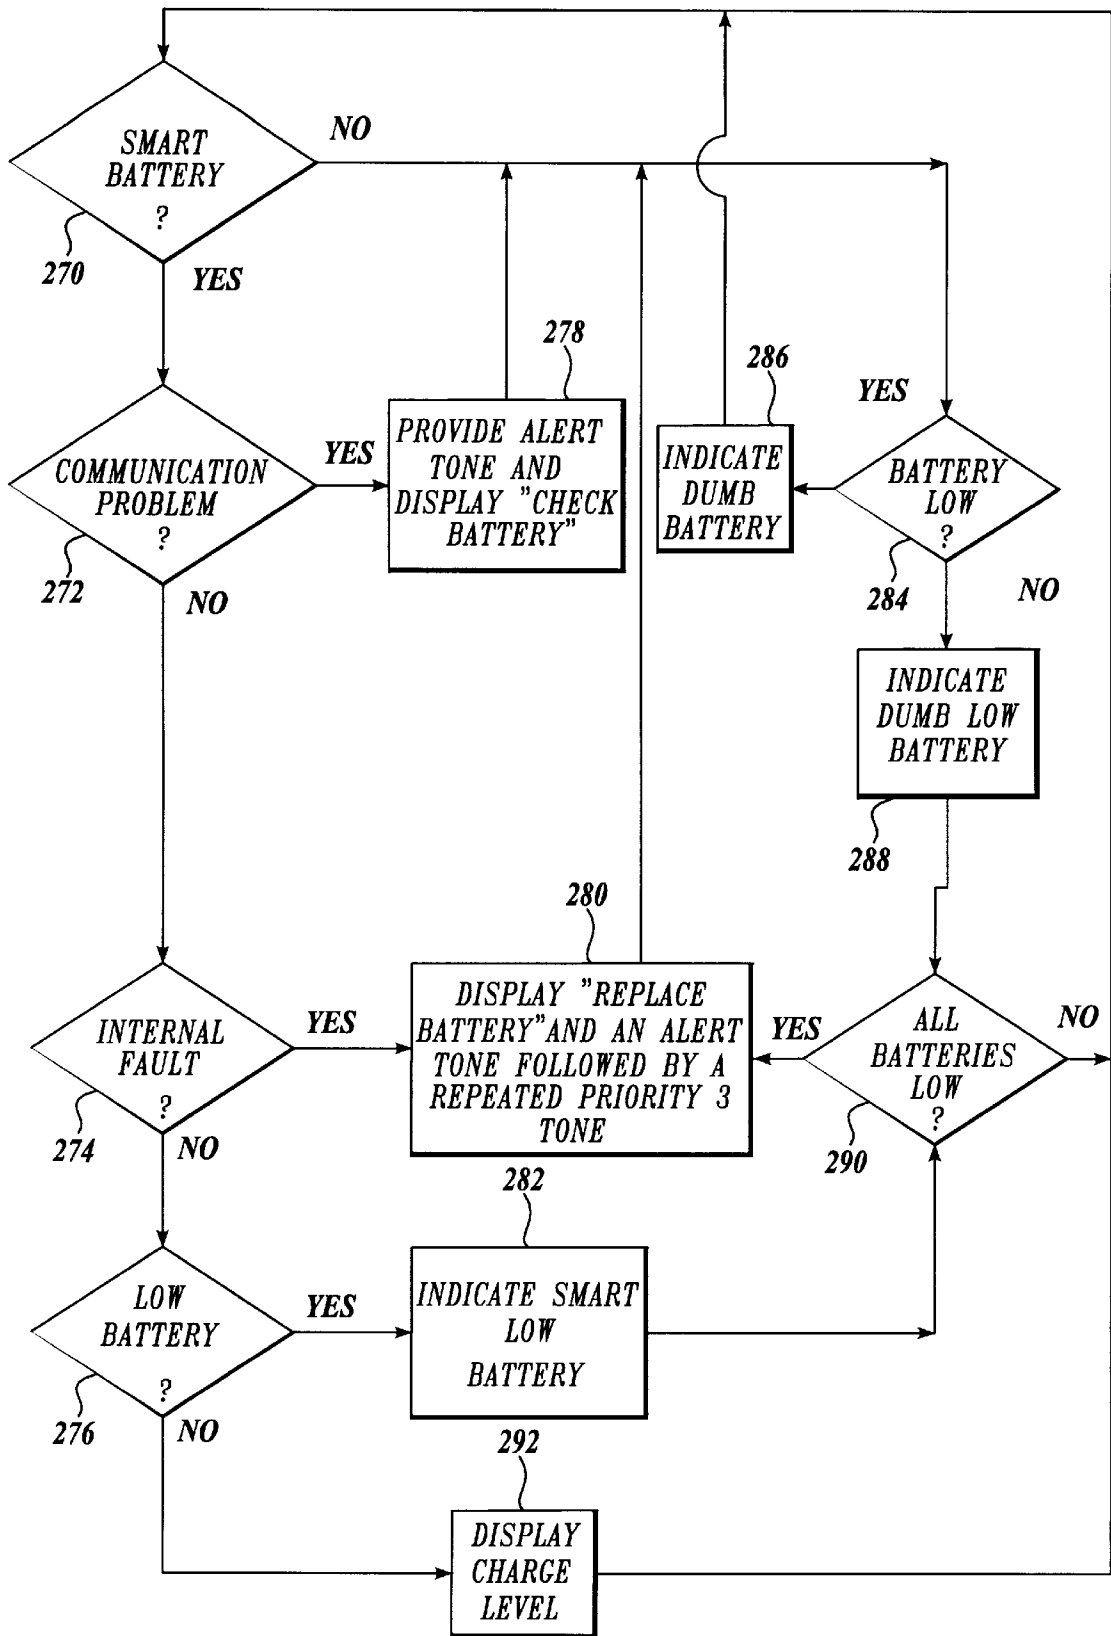 SMART
BATTERY
?
NO
270
YES
278
286
YES
COMMUNICATION
PROBLEM
?
YES
PROVIDE ALERT
TONE AND
DISPLAY "CHECK
BATTERY"
INDICATE
DUMB
BATTERY
BATTERY
LOW
?
272
NO
284
NO
INDICATE
DUMB LOW
BATTERY
288
280
INTERNAL
FAULT
?
YES
DISPLAY "REPLACE
BATTERY"AND AN ALERT
TONE FOLLOWED BY A
REPEATED PRIORITY 3
TONE
YES
ALL
BATTERIES
LOW
?
NO
274
NO
290
282
LOW
BATTERY
?
YES
INDICATE SMART
LOW
BATTERY
276
NO
292
DISPLAY
CHARGE
LEVEL